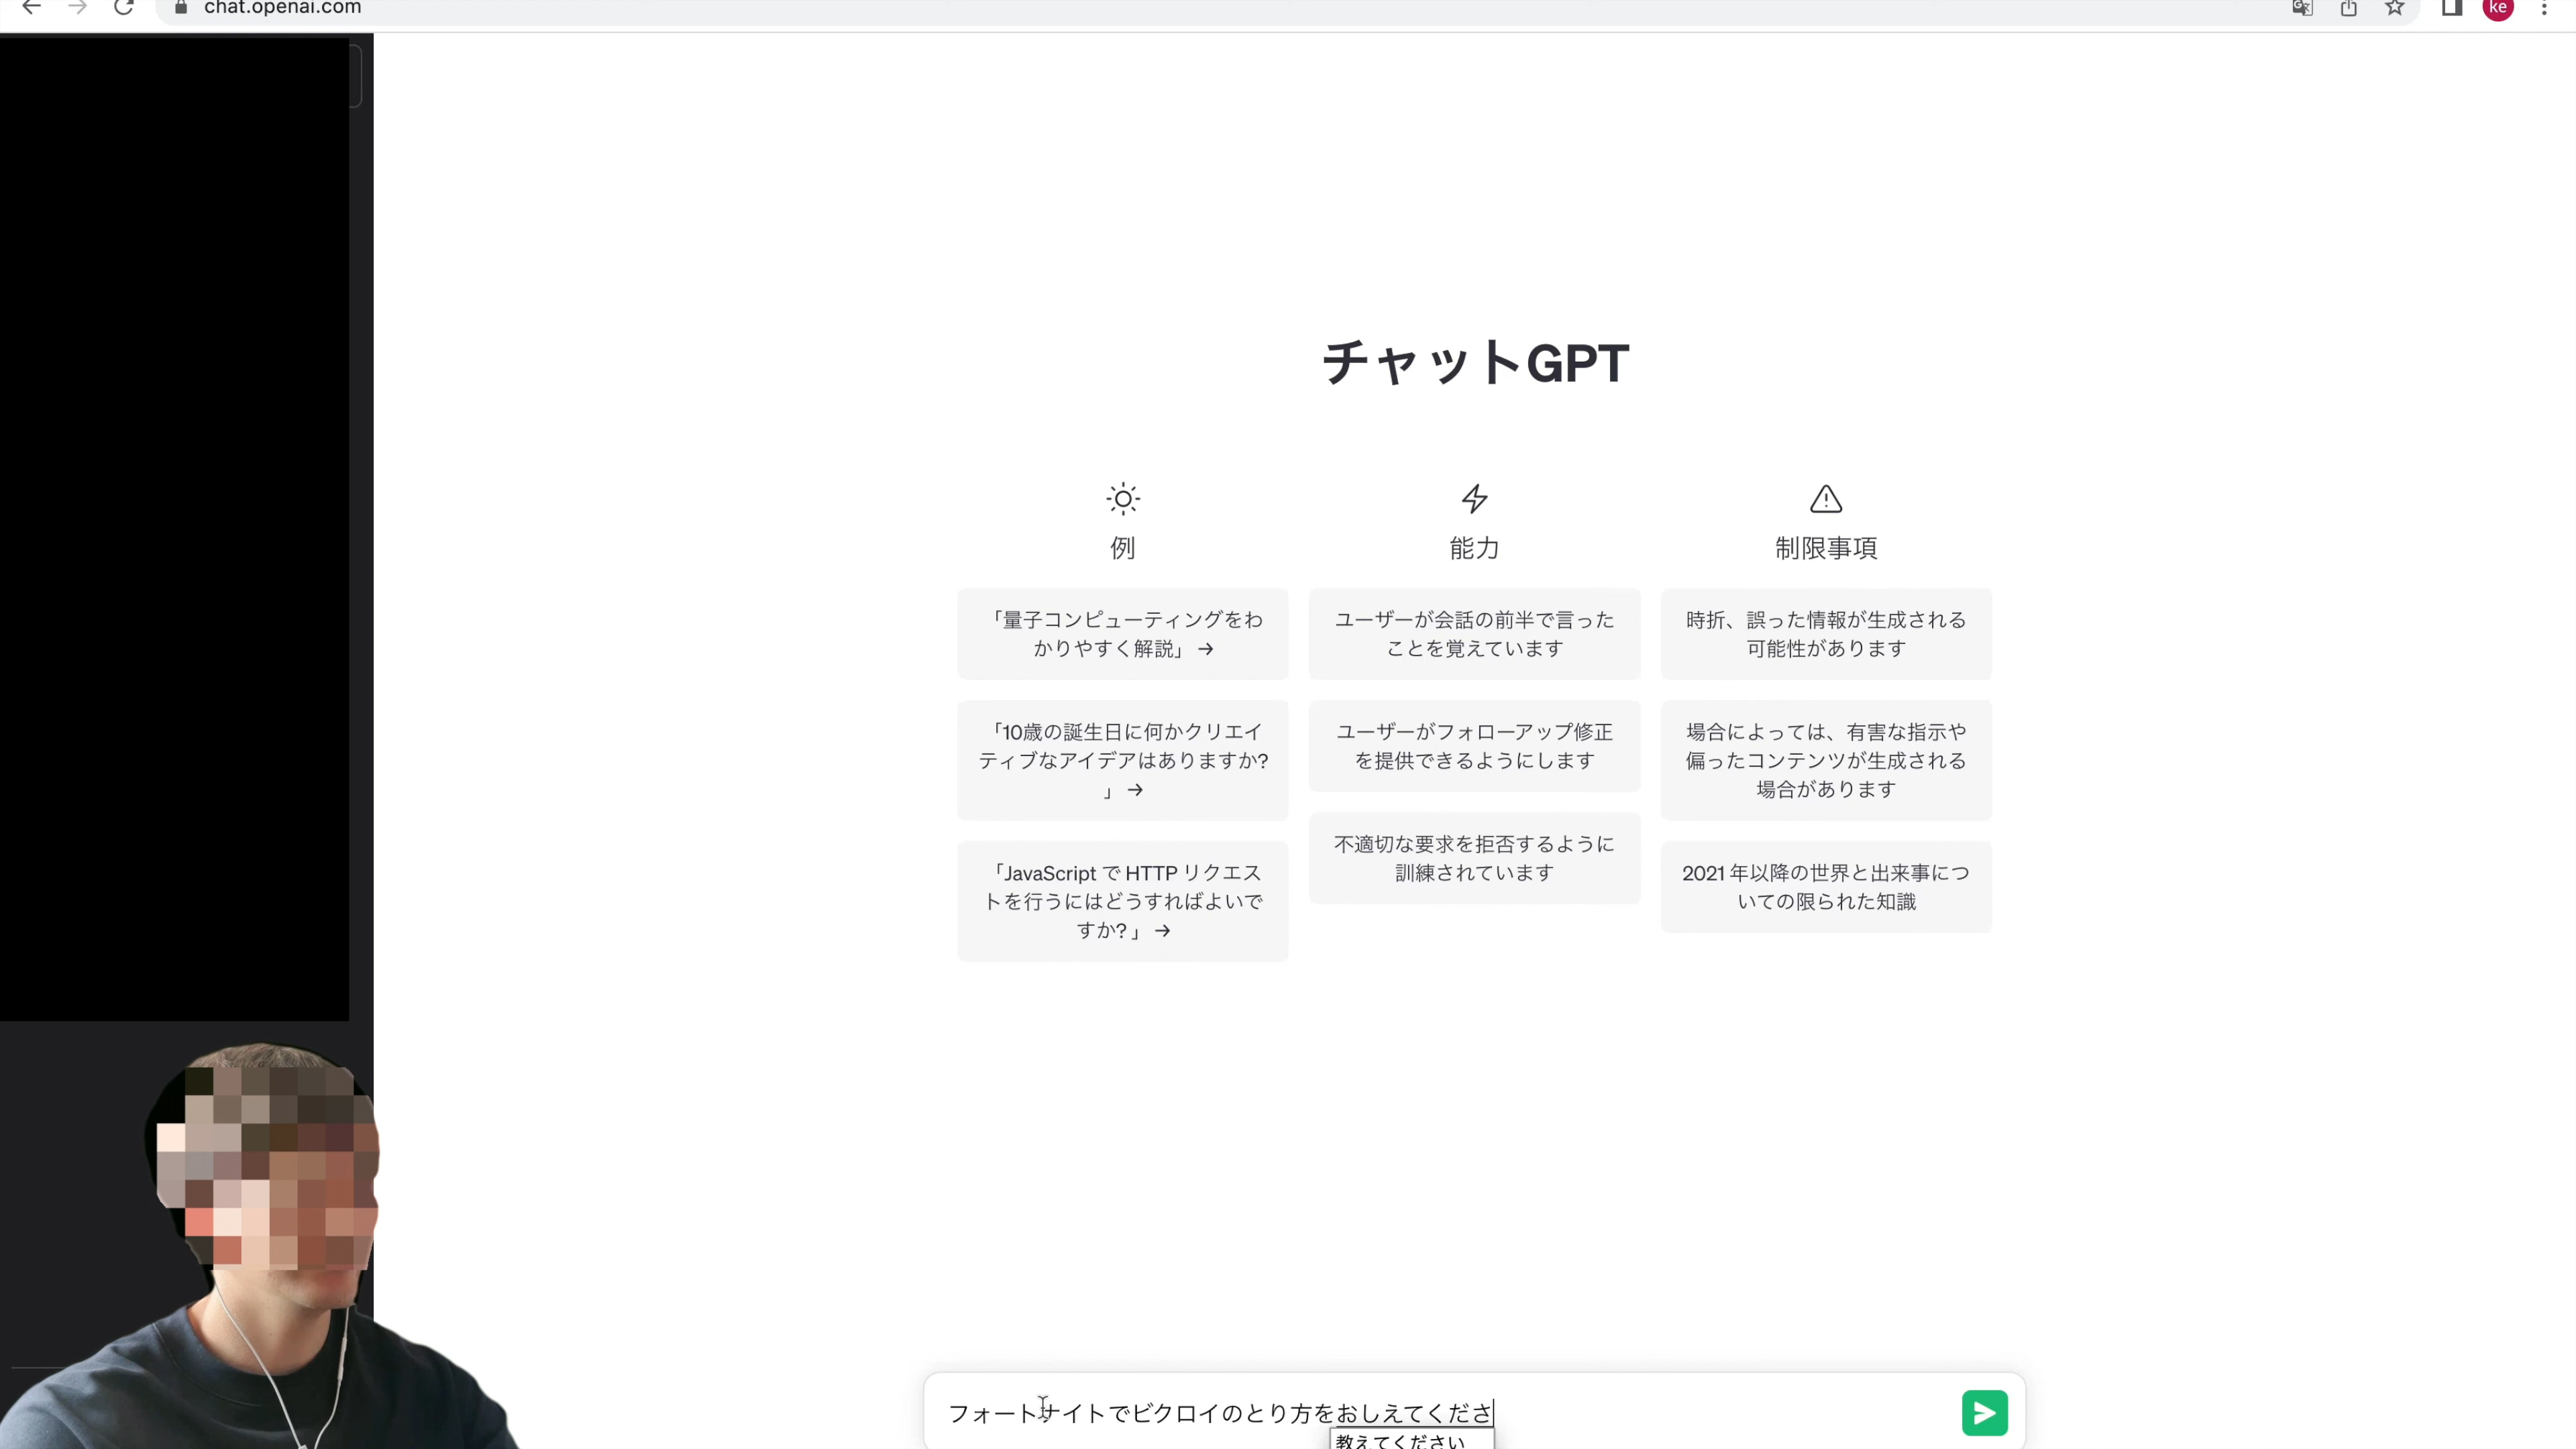 chat.openai.com
ke
チャットGPT
例
「量子コンピューティングをわ
かりやすく解説」 →
「10歳の誕生日に何かクリエイ
ティブなアイデアはありますか?
」 →
「JavaScript で HTTP リクエス
トを行うにはどうすればよいで
すか? 」 →
能力
ユーザーが会話の前半で言った
ことを覚えています
ユーザーがフォローアップ修正
を提供できるようにします
不適切な要求を拒否するように
訓練されています
制限事項
時折、誤った情報が生成される
可能性があります
場合によっては、有害な指示や
偏ったコンテンツが生成される
場合があります
2021 年以降の世界と出来事につ
いての限られた知識
フォートナイトでビクロイのとり方をおしえてくださ
教えてください